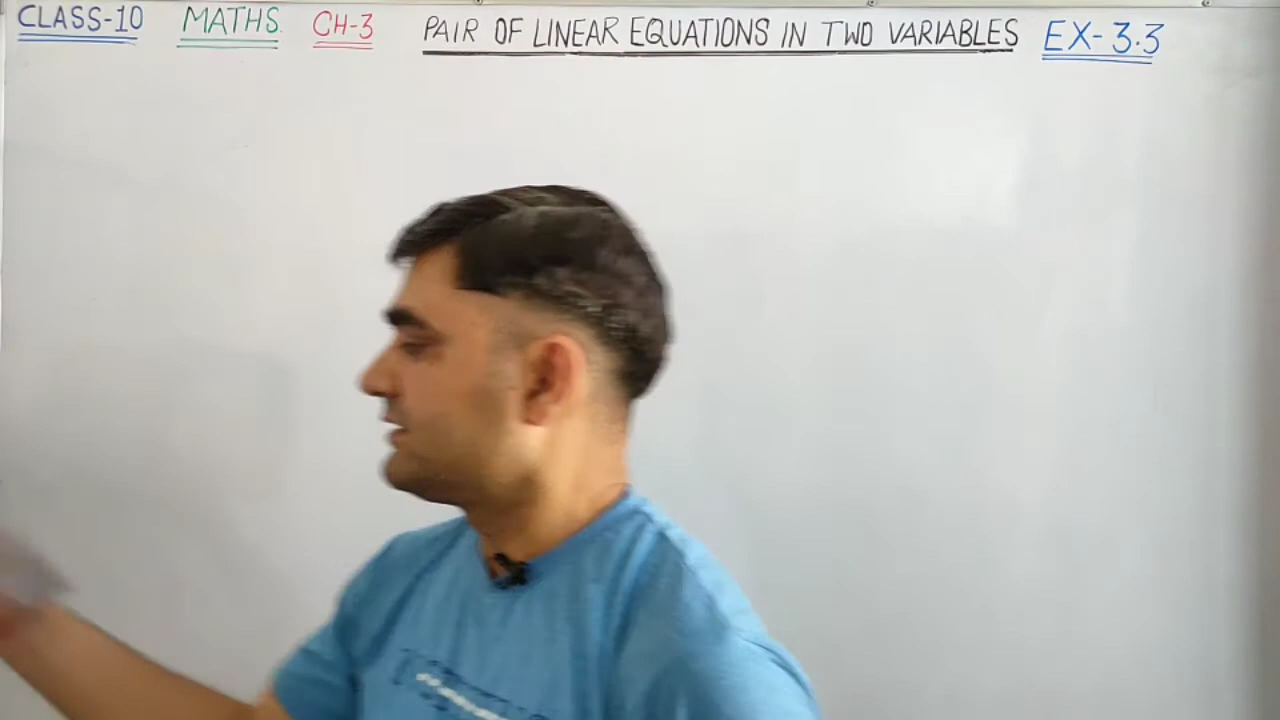 CLASS-10 MATHS CH-3 PAIR OF LINEAR EQUATIONS IN TWO VARIABLES EX-3.3